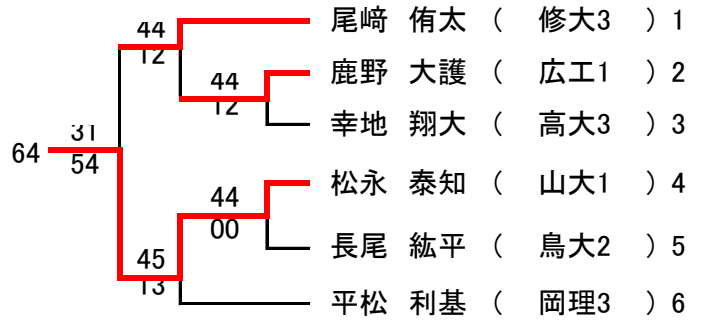 尾﨑 侑太 ( 修大3 ) 1
44
12
鹿野 大護 ( 広工1 ) 2
44
12
幸地 翔大 ( 高大3 ) 3
31
64
54
松永 泰知 ( 山大1 ) 4
44
00
長尾 紘平 ( 鳥大2 ) 5
45
13
平松 利基 ( 岡理3 ) 6